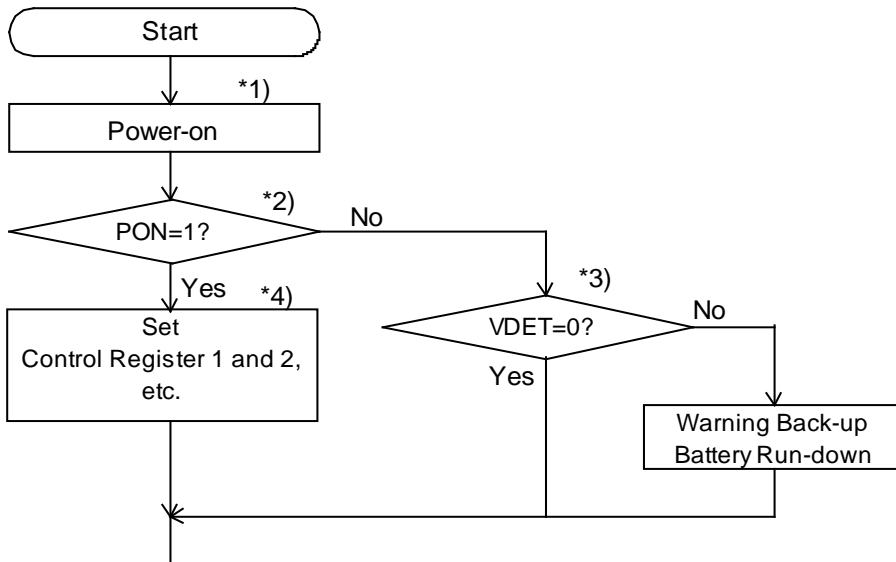 Start
*1)
Power-on
*2)
PON=1?
No
Yes
*4)
Set
Control Register 1 and 2,
etc.
*3)
VDET=0?
No
Yes
Warning Back-up
Battery Run-down